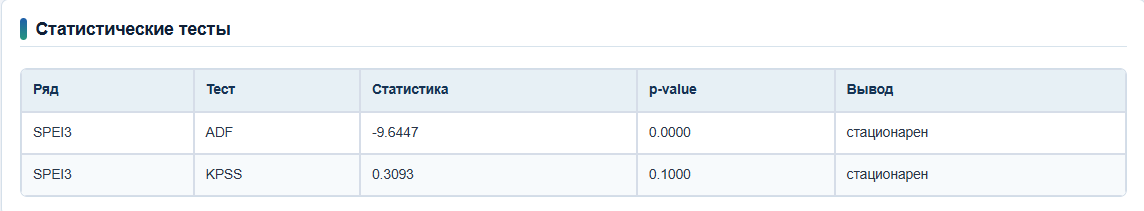 Статистические тесты
Ряд Тест Статистика p-value Вывод
SPEI3 ADF -9.6447 0.0000 стационарен
SPEI3 KPSS 0.3093 0.1000 стационарен